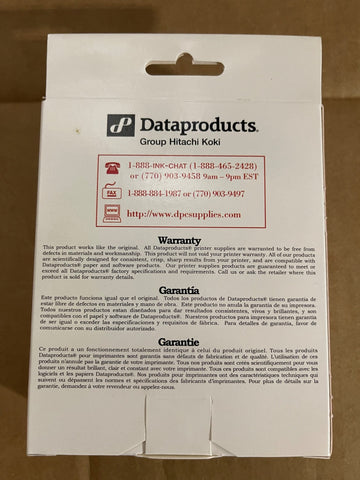 Dataproducts®
Group Hitachi Koki
1-888-INK-CHAT (1-888-465-2428)
or (770) 903-9458 9am – 9pm EST
FAX
1-888-884-1987 or (770) 903-9497
WWW
http://www.dpcsupplies.com
Warranty
This product works like the original. All Dataproducts® printer supplies are warranted to be free from
defects in materials and workmanship. This product will not void your printer warranty. All of our products
are scientifically designed for consistent, crisp, sharp results from your printer, and are compatible with
Dataproducts® paper and software products. Our printer supplies products are guaranteed to meet or
exceed all Dataproducts® factory specifications and requirements. Call us or ask the retailer where this
product is sold for warranty details.
Garantía
Este producto funciona igual que el original. Todos los productos de Dataproducts® tienen garantía de
estar libre de defectos en materiales y mano de obra. Este producto no anula la garantía de su impresora.
Todos nuestros productos estan diseñados para dar resultados consistentes, vivos y brillantes, y son
compatibles con el papel y software de Dataproducts®. Nuestros productos para impresora tienen garantía
de ser igual o exceder las especificaciones y requisitos de fábrica. Para detalles de garantía, favor de
comunicarse con su distribuidor autorizado.
Garantie
Ce produit a un fonctionnement totalement identique à celui du produit original. Tous les produits
Dataproducts® pour imprimantes sont garantis sans défauts de fabrication et de qualité. L'utilisation de ces
produits n'annule pas la garantie de votre imprimante. Tous nos produits sont conçus scientifiquement pour vous
donner un résultat brillant, clair et constant avec votre imprimante. Tous ces produits sont compatibles avec les
logiciels et les papiers Dataproducts®. Nos produits pour imprimantes ont des caractéristiques techniques qui
suivent ou dépassent les normes et spécifications des fabricants d'imprimantes. Pour plus de détails sur la
garantie, demandez à votre revendeur ou appelez-nous.